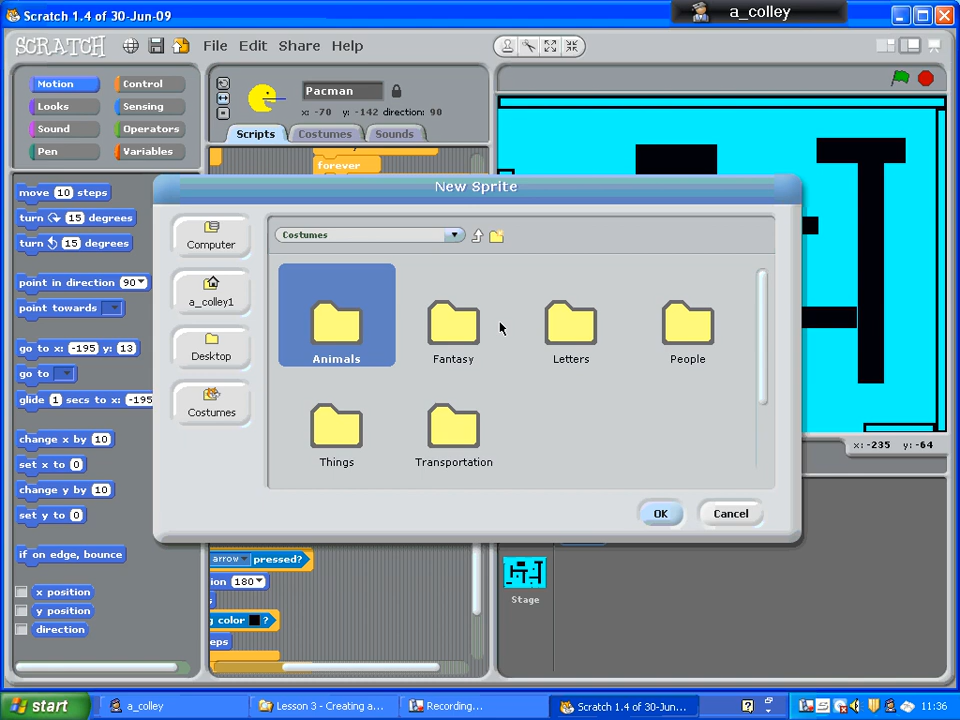 Scratch 1.4 of 30-Jun-09
a_colley
SCRATCH
File Edit Share Help
Motion Control
Looks Sensing
Sound Operators
Pen Variables
Pacman
x: -70 y: -142 direction: 90
Scripts Costumes Sounds
forever
move 10 steps
turn 15 degrees
turn 15 degrees
point in direction 90
point towards
go to x: -195 y: 13
go to
glide 1 secs to x: -195
change x by 10
set x to 0
change y by 10
set y to 0
if on edge, bounce
x position
y position
direction
New Sprite
Computer
a_colley1
Desktop
Costumes
Costumes
Animals Fantasy Letters People
Things Transportation
OK Cancel
x: -235 y: -64
arrow pressed?
ion 180
color ?
eps
Stage
start
a_colley
Lesson 3 - Creating a...
Recording...
Scratch 1.4 of 30-Jun...
11:36